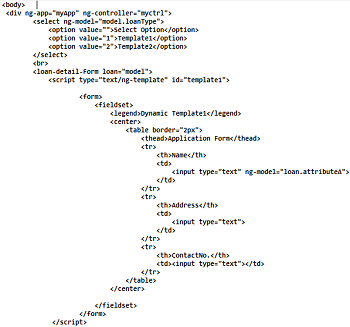 <body>
<div ng-app="myApp" ng-controller="myctrl">
<select ng-model="model.loanType">
<option value="">Select Option</option>
<option value="1">Template1</option>
<option value="2">Template2</option>
</select>
<br>
<loan-detail-Form loan="model">
<script type="text/ng-template" id="template1">
<form>
<fieldset>
<legend>Dynamic Template1</legend>
<center>
<table border="2px">
<thead>Application Form</thead>
<tr>
<th>Name</th>
<td>
<input type="text" ng-model="loan.attributeA">
</td>
</tr>
<tr>
<th>Address</th>
<td>
<input type="text">
</td>
</tr>
<tr>
<th>ContactNo.</th>
<td><input type="text"></td>
</tr>
</table>
</center>
</fieldset>
</form>
</script>